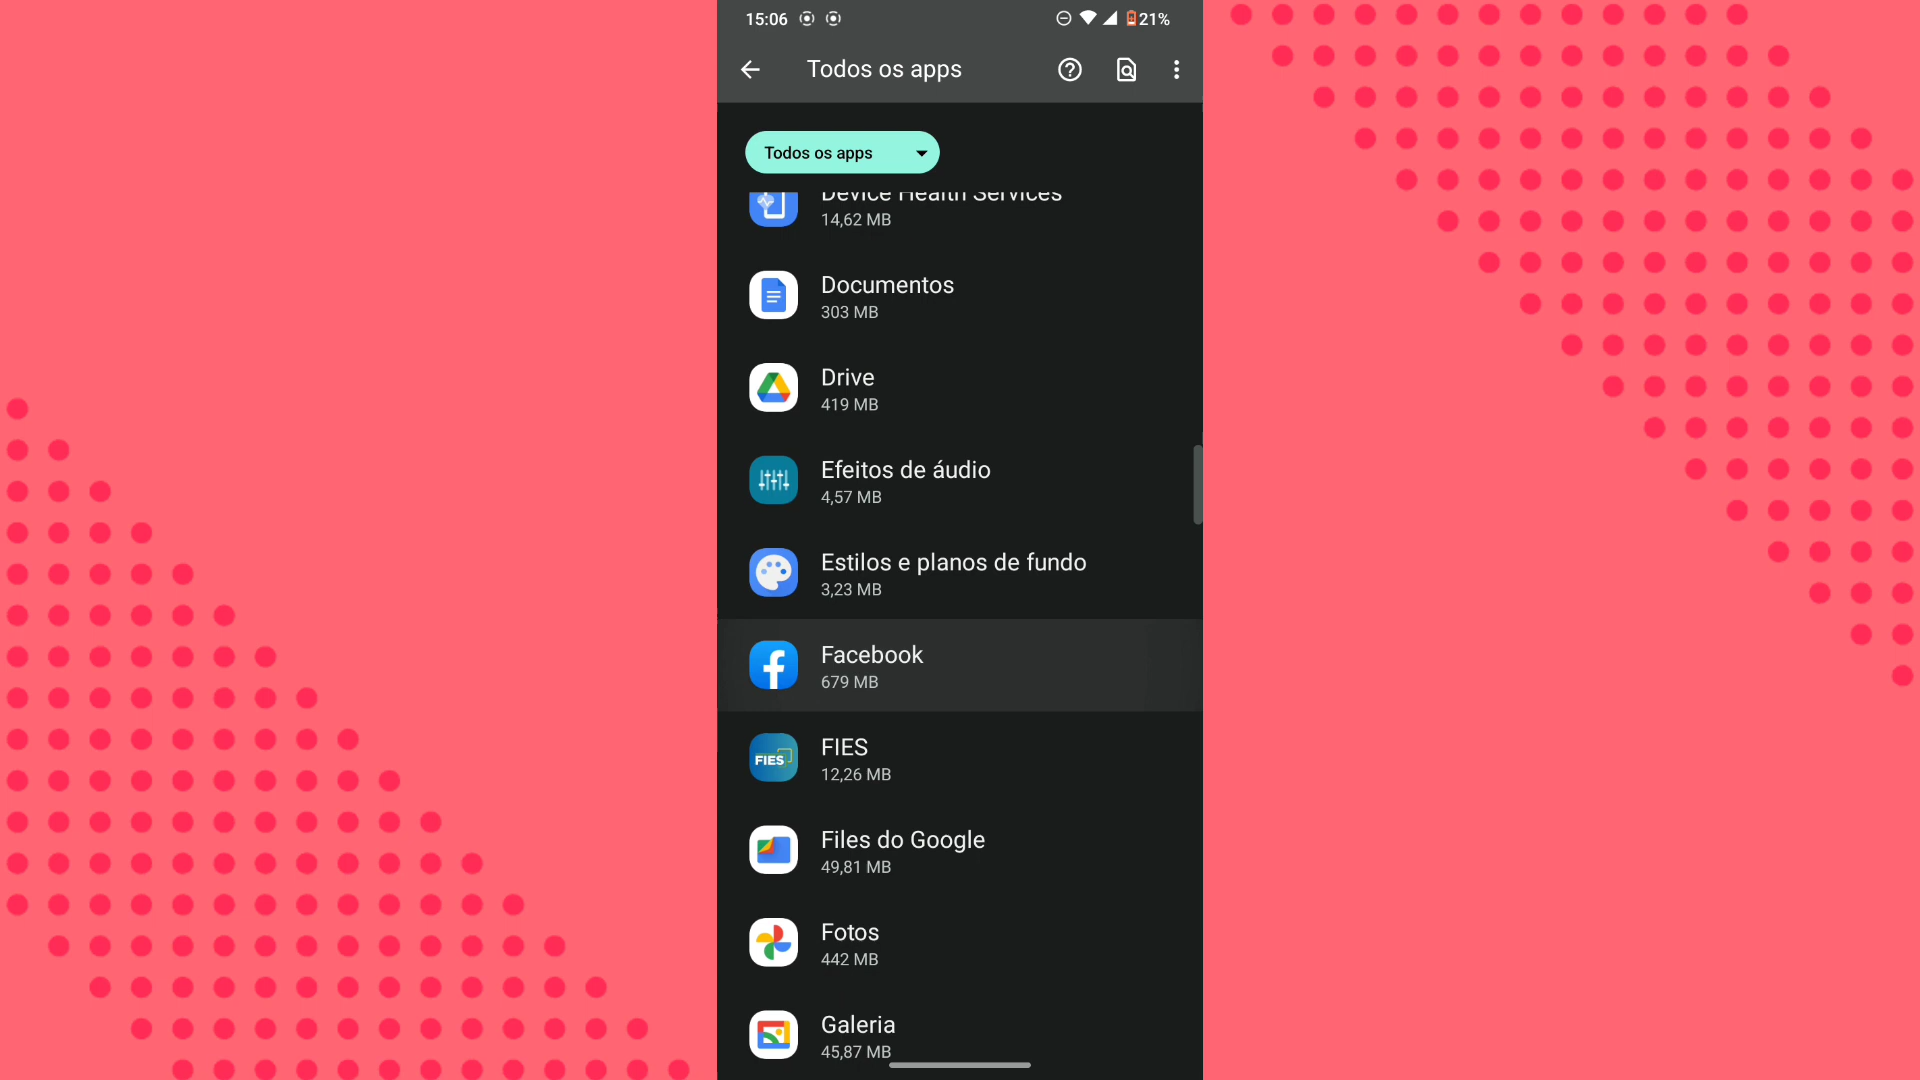 15:06
21%
Todos os apps
Todos os apps
Device Health Services
14,62 MB
Documentos
303 MB
Drive
419 MB
Efeitos de áudio
4,57 MB
Estilos e planos de fundo
3,23 MB
Facebook
679 MB
FIES
FIES
12,26 MB
Files do Google
49,81 MB
Fotos
442 MB
Galeria
45,87 MB